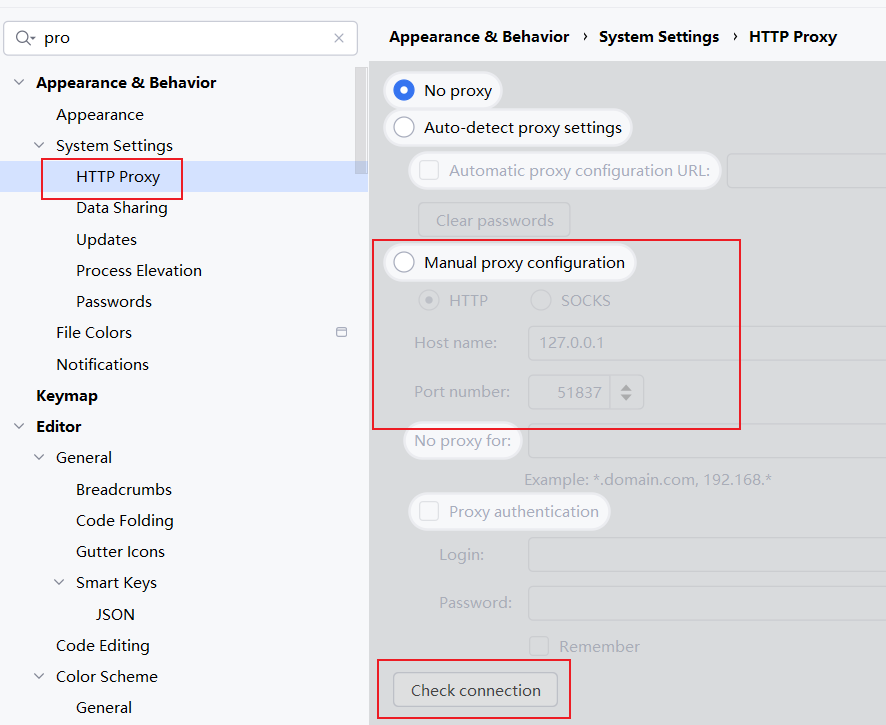 pro
Appearance & Behavior
Appearance
System Settings
HTTP Proxy
Data Sharing
Updates
Process Elevation
Passwords
File Colors
Notifications
Keymap
Editor
General
Breadcrumbs
Code Folding
Gutter Icons
Smart Keys
JSON
Code Editing
Color Scheme
General
Appearance & Behavior › System Settings › HTTP Proxy
No proxy
Auto-detect proxy settings
Automatic proxy configuration URL:
Clear passwords
Manual proxy configuration
HTTP SOCKS
Host name: 127.0.0.1
Port number: 51837
No proxy for:
Example: *.domain.com, 192.168.*
Proxy authentication
Login:
Password:
Remember
Check connection